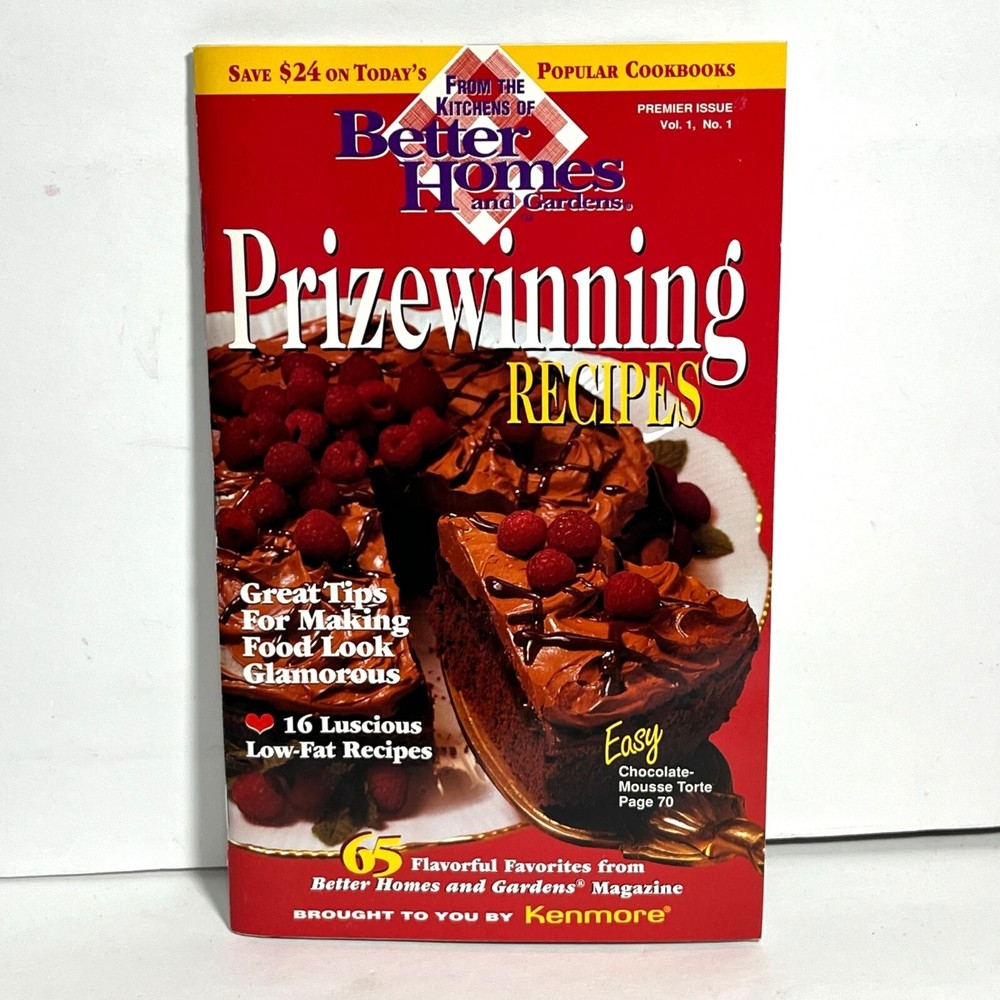 SAVE $24 ON TODAY'S POPULAR COOKBOOKS
FROM THE
KITCHENS OF
Better
Homes
and Gardens®
TM
PREMIER ISSUE
Vol. 1, No. 1
Prizewinning
RECIPES
Great Tips
For Making
Food Look
Glamorous
❤ 16 Luscious
Low-Fat Recipes
Easy
Chocolate-
Mousse Torte
Page 70
65 Flavorful Favorites from
Better Homes and Gardens® Magazine
BROUGHT TO YOU BY Kenmore®